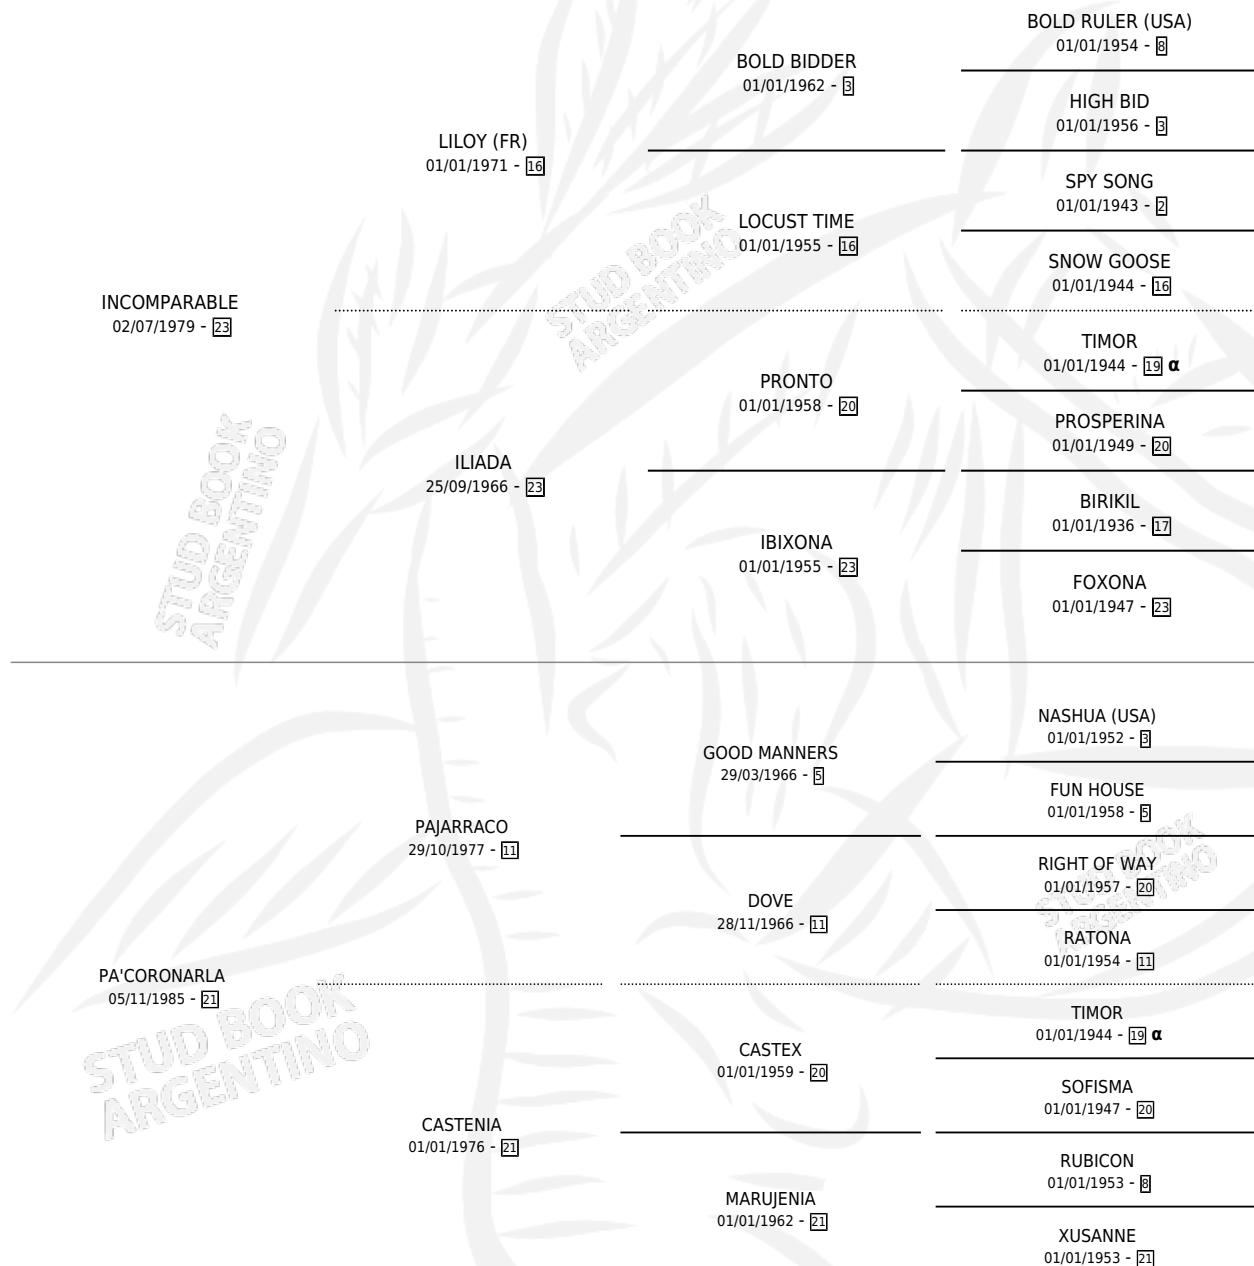 INCOMPARABLE
02/07/1979 - 23
LILOY (FR)
01/01/1971 - 16
BOLD BIDDER
01/01/1962 - 3
BOLD RULER (USA)
01/01/1954 - 8
HIGH BID
01/01/1956 - 3
LOCUST TIME
01/01/1955 - 16
SPY SONG
01/01/1943 - 2
SNOW GOOSE
01/01/1944 - 16
ILIADA
25/09/1966 - 23
PRONTO
01/01/1958 - 20
TIMOR
01/01/1944 - 19 α
PROSPERINA
01/01/1949 - 20
IBIXONA
01/01/1955 - 23
BIRIKIL
01/01/1936 - 17
FOXONA
01/01/1947 - 23
PA'CORONARLA
05/11/1985 - 21
PAJARRACO
29/10/1977 - 11
GOOD MANNERS
29/03/1966 - 5
NASHUA (USA)
01/01/1952 - 3
FUN HOUSE
01/01/1958 - 5
DOVE
28/11/1966 - 11
RIGHT OF WAY
01/01/1957 - 20
RATONA
01/01/1954 - 11
CASTENIA
01/01/1976 - 21
CASTEX
01/01/1959 - 20
TIMOR
01/01/1944 - 19 α
SOFISMA
01/01/1947 - 20
MARUJENIA
01/01/1962 - 21
RUBICON
01/01/1953 - 8
XUSANNE
01/01/1953 - 21
STUD BOOK
ARGENTINO
STUD BOOK
ARGENTINO
STUD BOOK
ARGENTINO
STUD BOOK
ARGENTINO